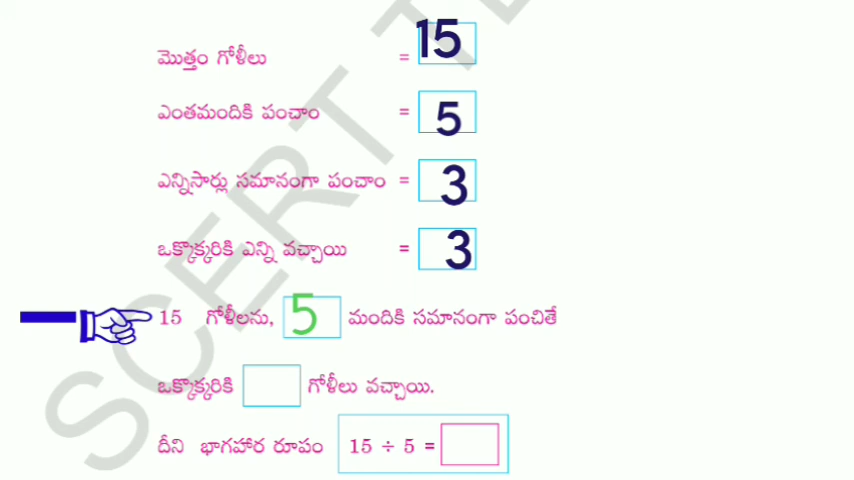 మొత్తం గోళీలు = 15
ఎంతమందికి పంచాం = 5
ఎన్నిసార్లు సమానంగా పంచాం = 3
ఒక్కొక్కరికి ఎన్ని వచ్చాయి = 3
15 గోళీలను, 5 మందికి సమానంగా పంచితే
ఒక్కొక్కరికి గోళీలు వచ్చాయి.
దీని భాగహార రూపం 15 ÷ 5 =
SCERT TE